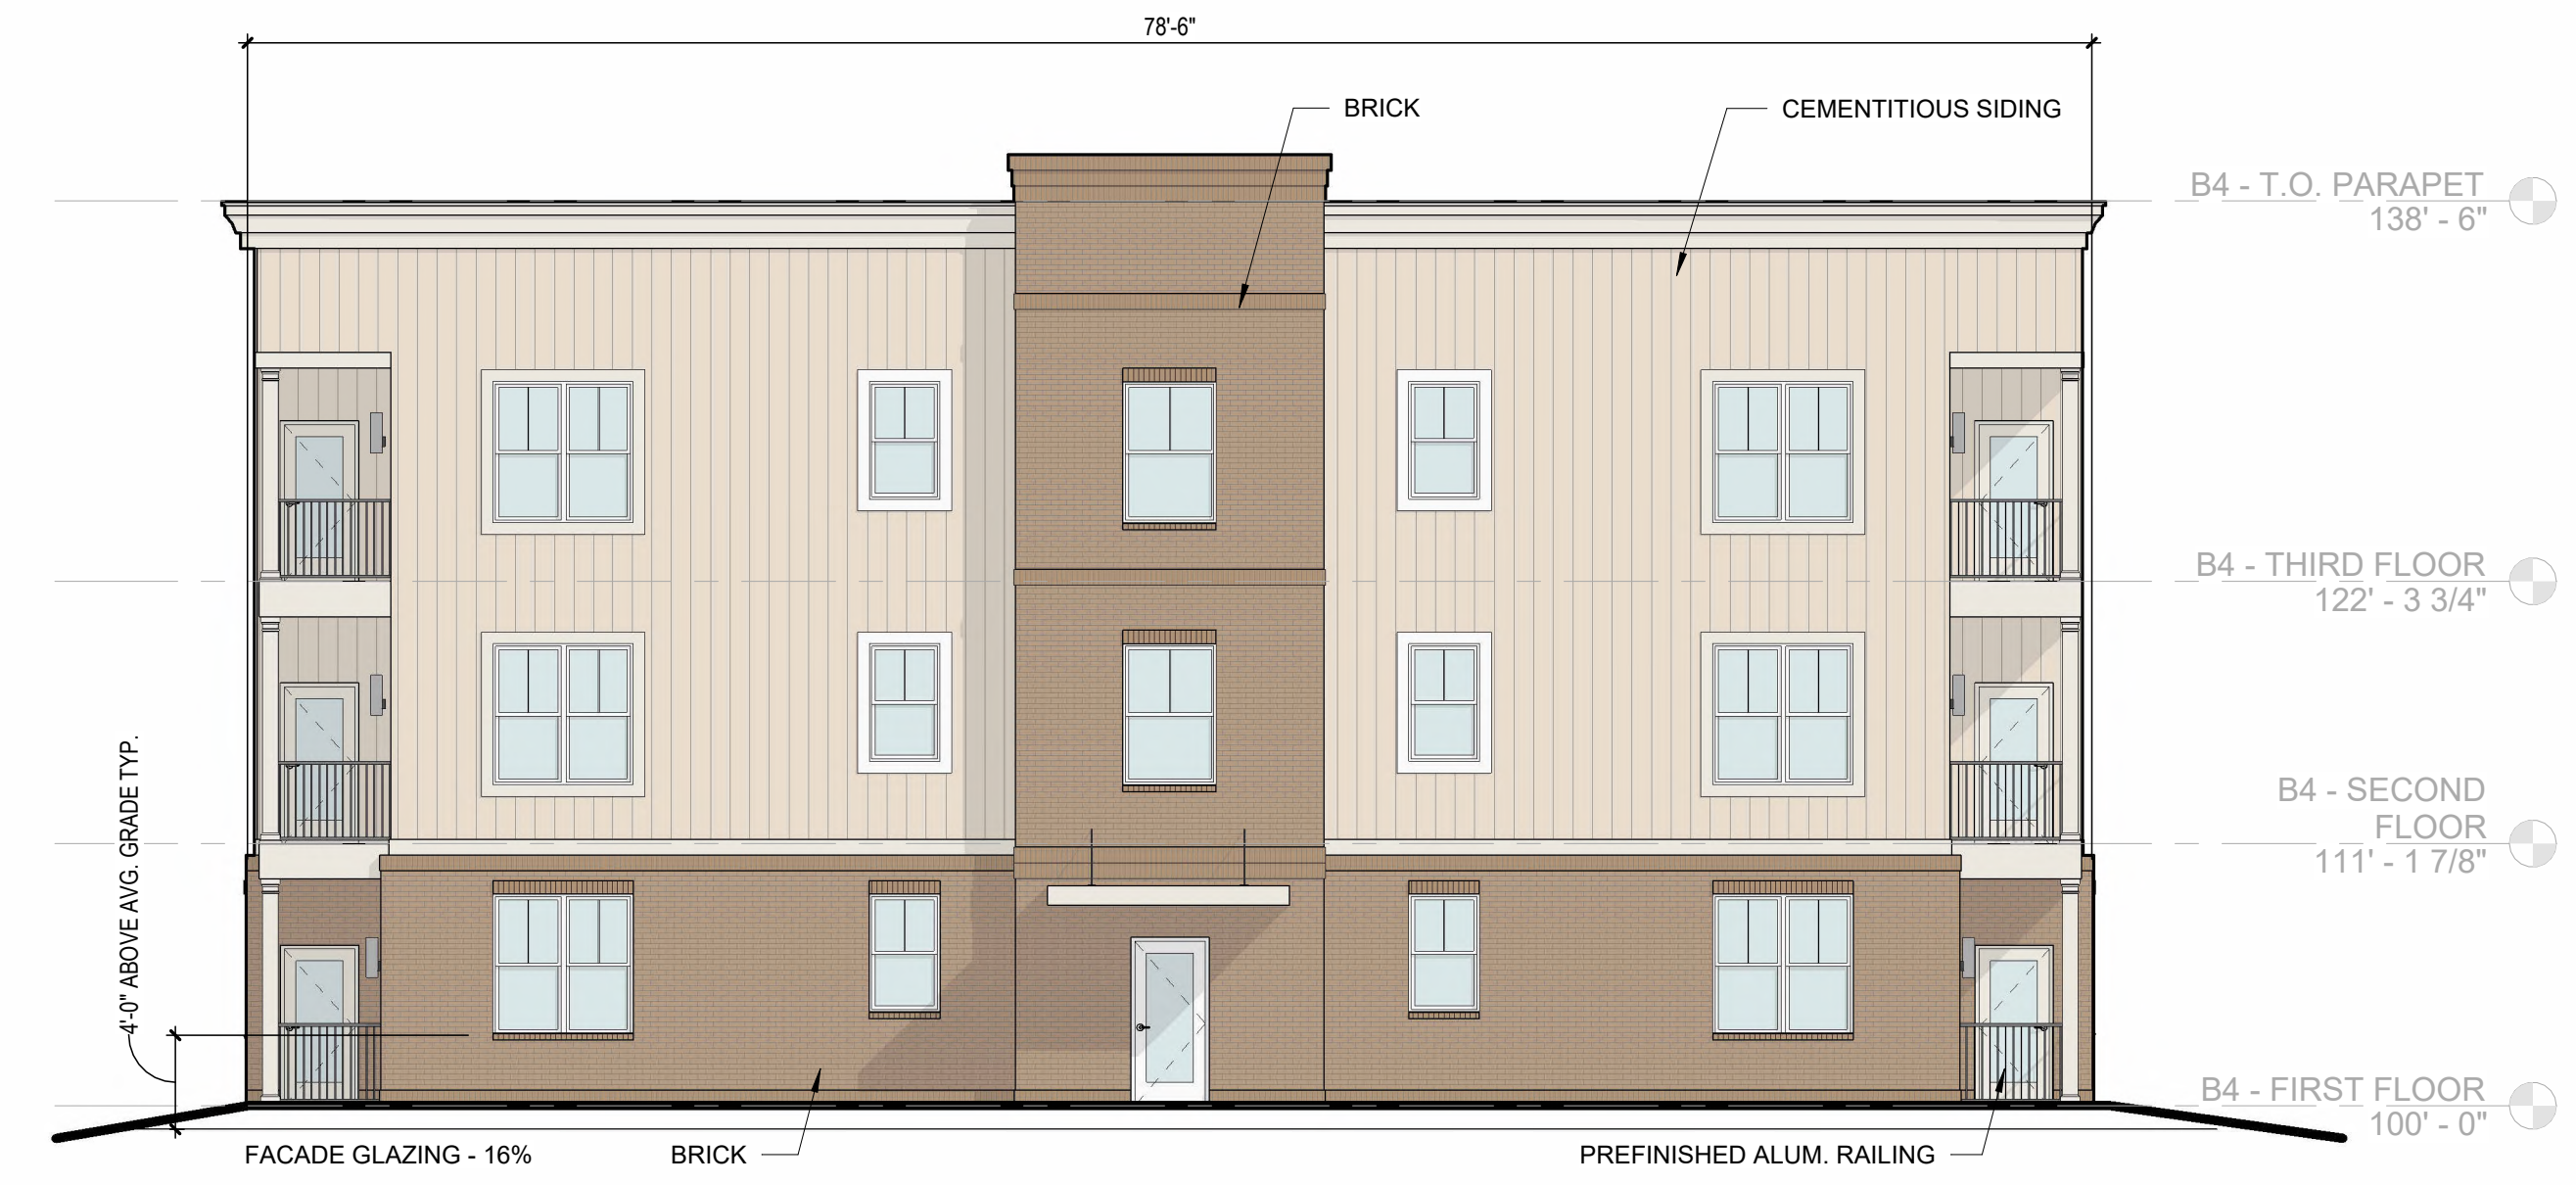 78'-6"
BRICK
CEMENTITIOUS SIDING
B4 - T.O. PARAPET
138' - 6"
B4 - THIRD FLOOR
122' - 3 3/4"
4'-0" ABOVE AVG. GRADE TYP.
B4 - SECOND
FLOOR
111' - 1 7/8"
B4 - FIRST FLOOR
100' - 0"
FACADE GLAZING - 16%
BRICK
PREFINISHED ALUM. RAILING